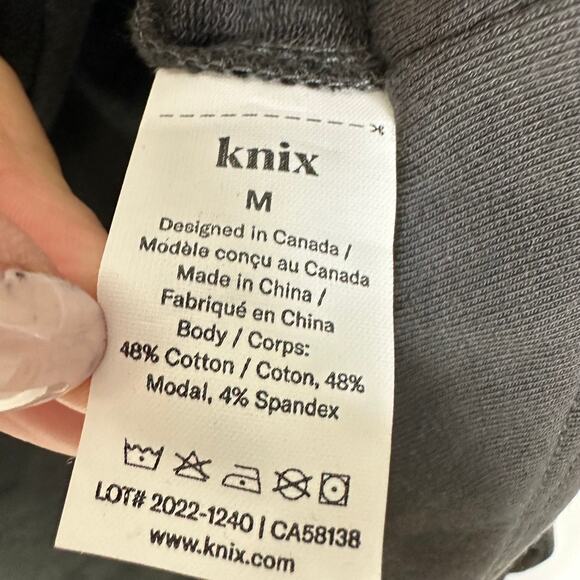 knix
M
Designed in Canada /
Modèle conçu au Canada
Made in China /
Fabriqué en China
Body / Corps:
48% Cotton / Coton, 48%
Modal, 4% Spandex
LOT# 2022-1240 | CA58138
www.knix.com